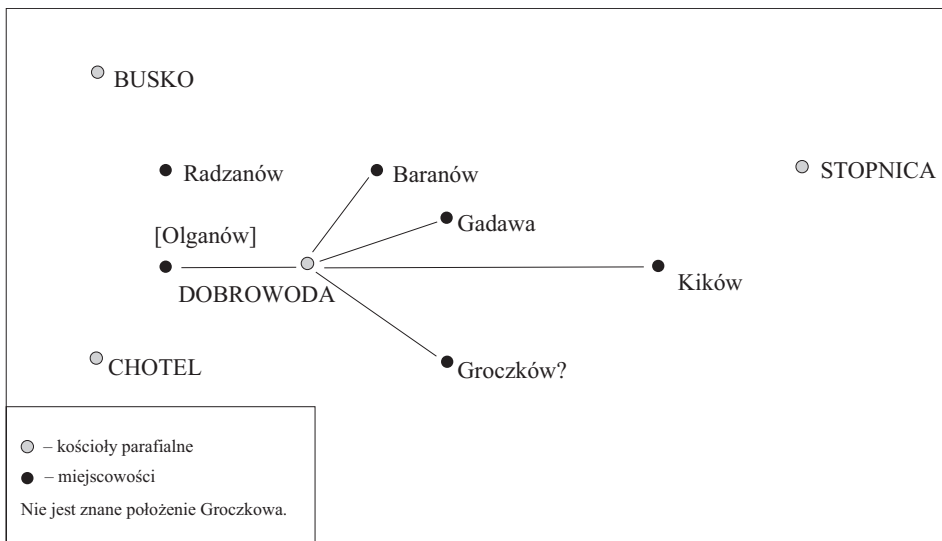 BUSKO
STOPNICA
Radzanów
Baranów
Gadawa
[Olganów]
DOBROWODA
Kików
CHOTEL
Groczków?
– kościoły parafialne
– miejscowości
Nie jest znane położenie Groczkowa.